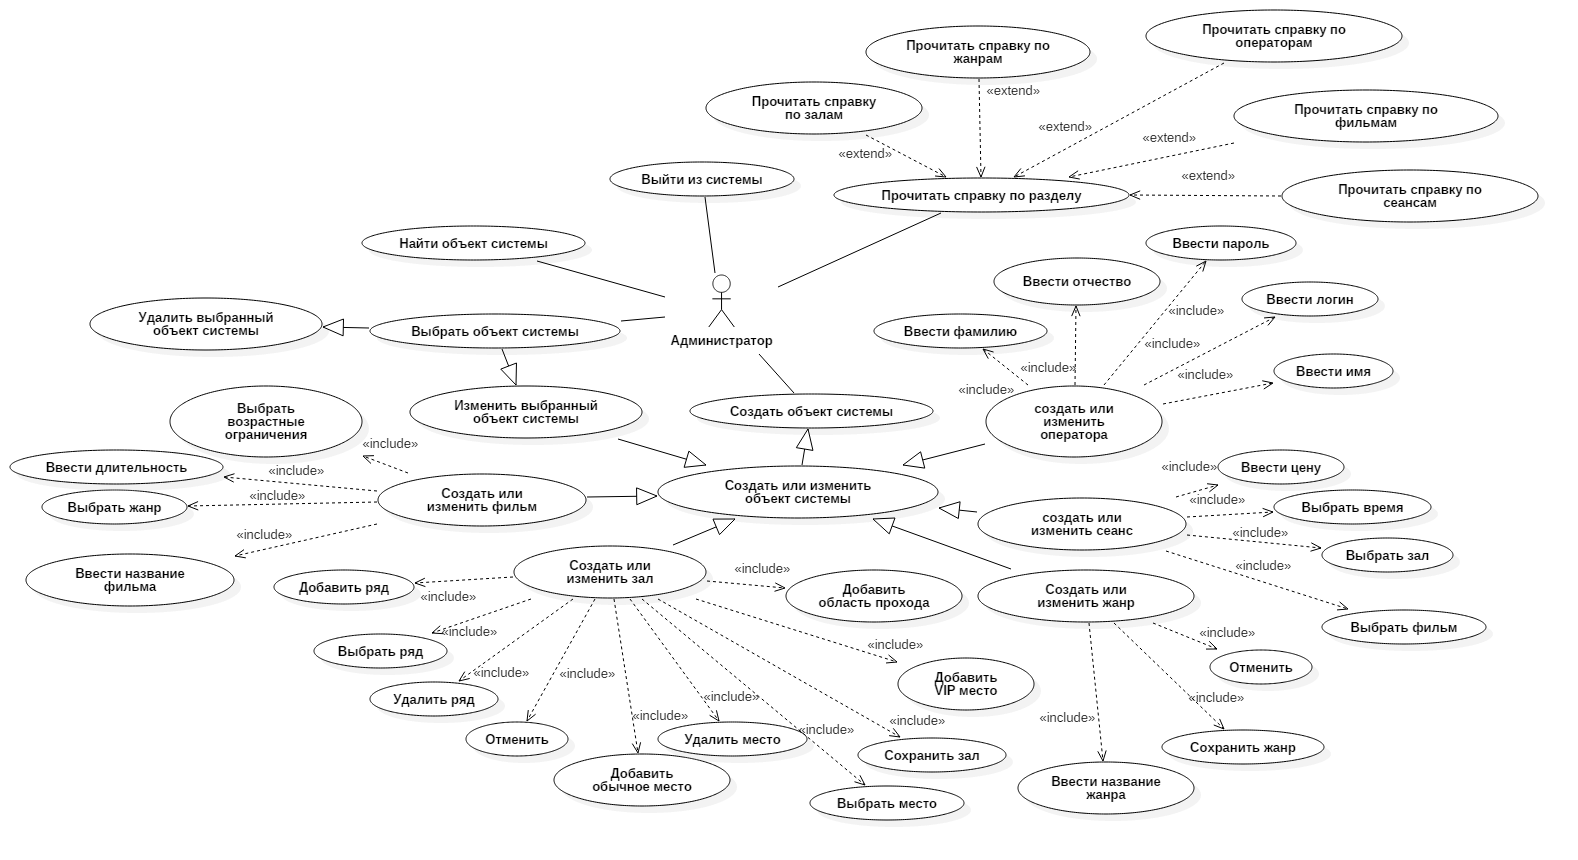 Прочитать справку по
операторам
Прочитать справку по
жанрам
«extend»
Прочитать справку
по залам
Прочитать справку по
фильмам
«extend»
«extend»
«extend»
Выйти из системы
«extend»
Прочитать справку по разделу
Прочитать справку по
сеансам
Найти объект системы
Ввести пароль
Ввести отчество
Ввести логин
«include»
Удалить выбранный
объект системы
Выбрать объект системы
Ввести фамилию
Администратор
«include»
«include»
«include»
Ввести имя
«include»
Изменить выбранный
объект системы
Создать объект системы
создать или
изменить
оператора
Выбрать
возрастные
ограничения
«include»
Ввести длительность
«include»
«include»
Ввести цену
Создать или изменить
объект системы
Выбрать жанр
«include»
Создать или
изменить фильм
«include»
Выбрать время
создать или
изменить сеанс
«include»
«include»
Выбрать зал
Ввести название
фильма
Создать или
изменить зал
«include»
«include»
Добавить ряд
«include»
Добавить
область прохода
Создать или
изменить жанр
Выбрать фильм
«include»
«include»
«include»
Выбрать ряд
Отменить
«include»
«include»
Добавить
VIP место
Удалить ряд
«include»
«include»
«include»
«include»
«include»
Отменить
Удалить место
Сохранить жанр
Сохранить зал
Добавить
обычное место
Ввести название
жанра
Выбрать место